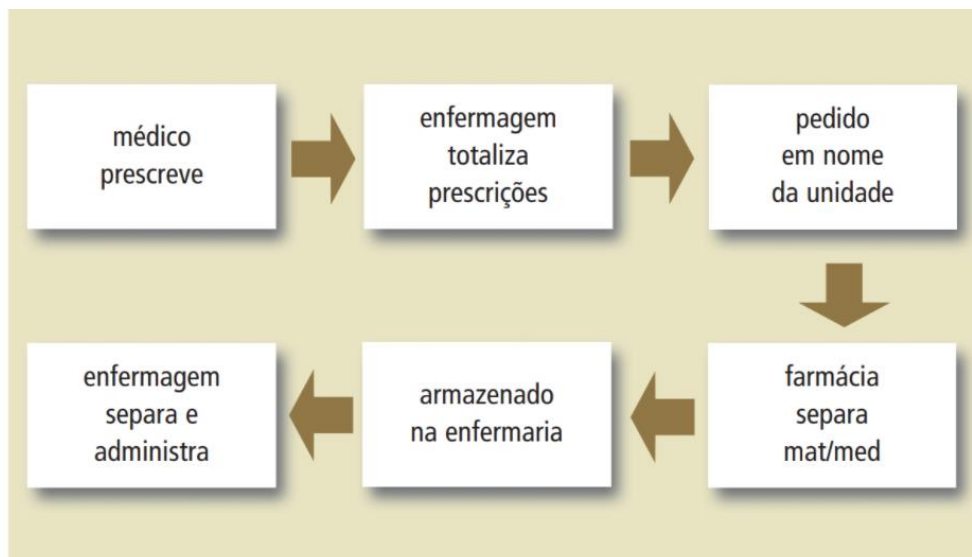 médico
prescreve
enfermagem
totaliza
prescrições
pedido
em nome
da unidade
farmácia
separa
mat/med
armazenado
na enfermaria
enfermagem
separa e
administra